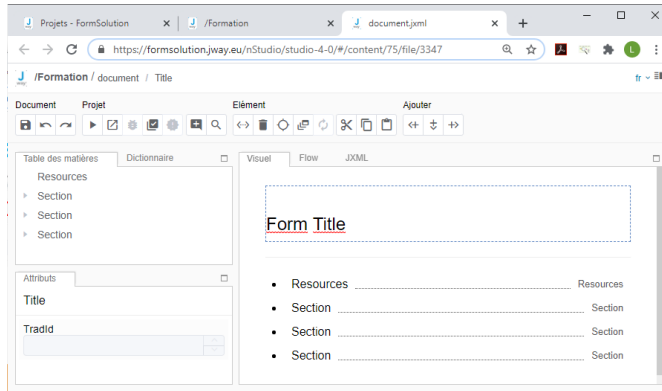 Projets - FormSolution
/Formation
document.jxml
https://formsolution.jway.eu/nStudio/studio-4-0/#/content/75/file/3347
L
jway /Formation / document / Title
fr
Document Projet Elément Ajouter
Table des matières Dictionnaire
Resources
Section
Section
Section
Attributs
Title
TradId
Visuel Flow JXML
Form Title
Resources Resources
Section Section
Section Section
Section Section